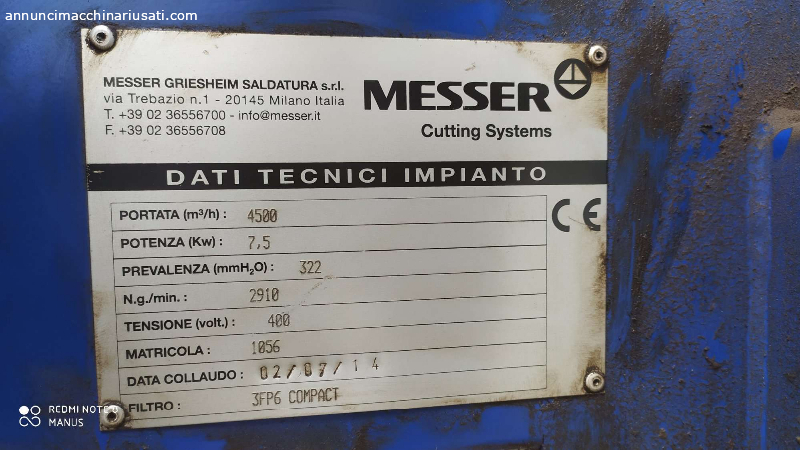 annuncimacchinariusati.com
MESSER GRIESHEIM SALDATURA s.r.l.
via Trebazio n.1 - 20145 Milano Italia
T. +39 02 36556700 - info@messer.it
F. +39 02 36556708
MESSER
Cutting Systems
DATI TECNICI IMPIANTO
PORTATA (m³/h) : 4500
POTENZA (Kw) : 7,5
PREVALENZA (mmH₂O) : 322
N.g./min. : 2910
TENSIONE (volt.) : 400
MATRICOLA : 1056
DATA COLLAUDO : 02/07/14
FILTRO : 3FP6 COMPACT
CE
REDMI NOTE 8
MANUS